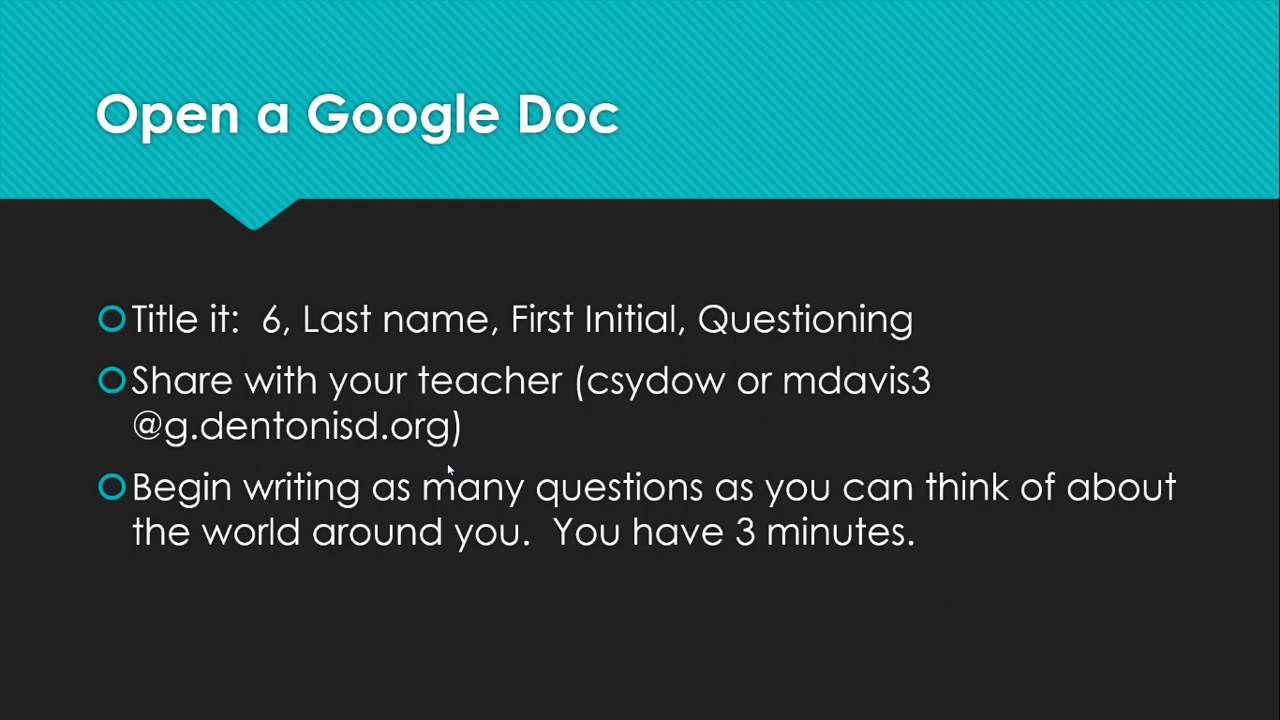 Open a Google Doc
Title it:  6, Last name, First Initial, Questioning
Share with your teacher (csydow or mdavis3
@g.dentonisd.org)
Begin writing as many questions as you can think of about
the world around you.  You have 3 minutes.